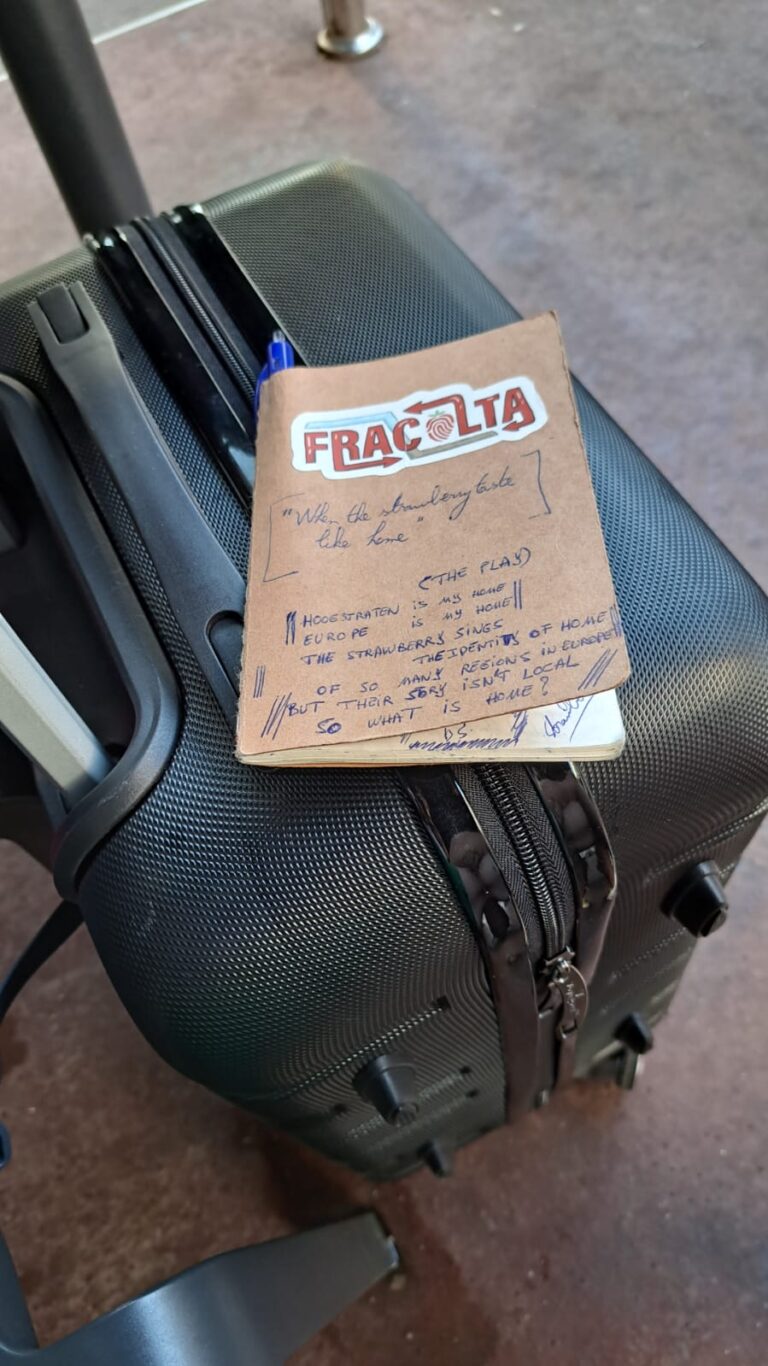 FRACOLTA
"When the strawberry taste
like home"
(THE PLAY)
HOOGSTRATEN IS MY HOME
EUROPE IS MY HOME
THE STRAWBERRY SINGS
THE IDENTITY OF HOME
OF SO MANY REGIONS IN EUROPE
BUT THEIR STORY ISN'T LOCAL
SO WHAT IS HOME?
BY